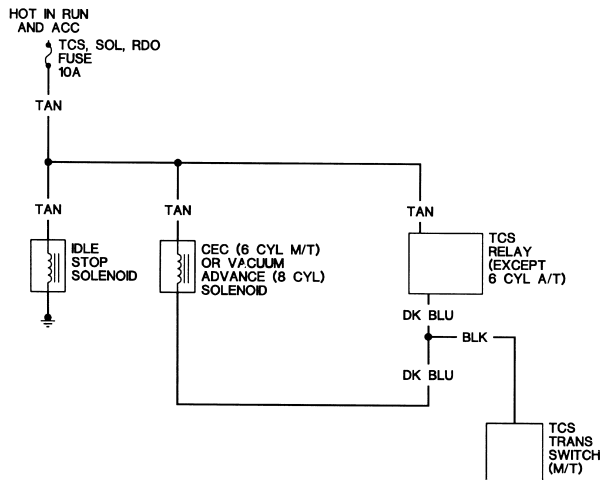 HOT IN RUN
AND ACC
TCS, SOL, RDO
FUSE
10A
TAN
TAN
TAN
TAN
IDLE
STOP
SOLENOID
CEC (6 CYL M/T)
OR VACUUM
ADVANCE (8 CYL)
SOLENOID
TCS
RELAY
(EXCEPT
6 CYL A/T)
DK BLU
BLK
DK BLU
TCS
TRANS
SWITCH
(M/T)